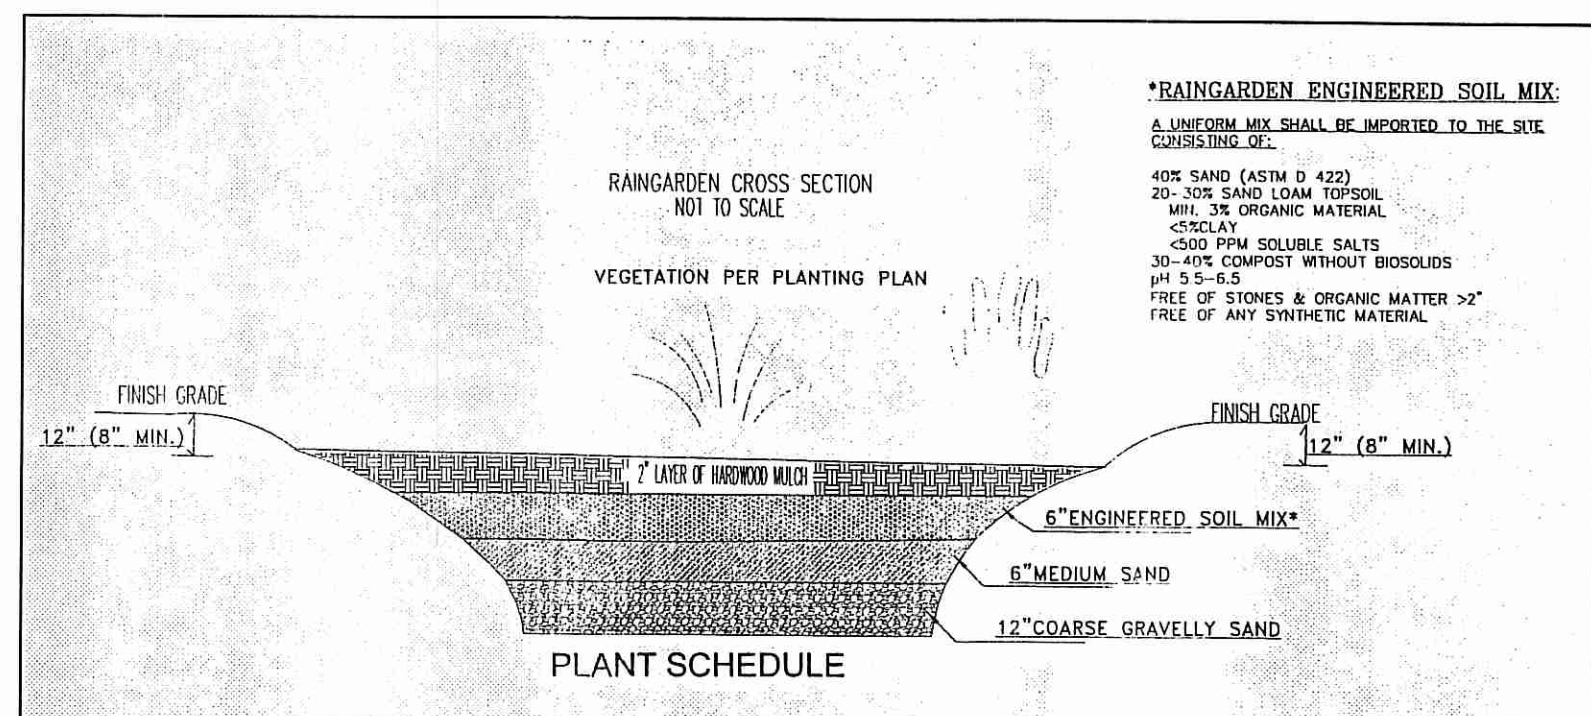 *RAINGARDEN ENGINEERED SOIL MIX:
A UNIFORM MIX SHALL BE IMPORTED TO THE SITE
CONSISTING OF:
40% SAND (ASTM D 422)
20-30% SAND LOAM TOPSOIL
MIN. 3% ORGANIC MATERIAL
<5%CLAY
<500 PPM SOLUBLE SALTS
30-40% COMPOST WITHOUT BIOSOLIDS
pH 5.5-6.5
FREE OF STONES & ORGANIC MATTER >2"
FREE OF ANY SYNTHETIC MATERIAL
RAINGARDEN CROSS SECTION
NOT TO SCALE
VEGETATION PER PLANTING PLAN
FINISH GRADE
12" (8" MIN.)
FINISH GRADE
12" (8" MIN.)
2" LAYER OF HARDWOOD MULCH
6"ENGINEERED SOIL MIX*
6"MEDIUM SAND
12"COARSE GRAVELLY SAND
PLANT SCHEDULE